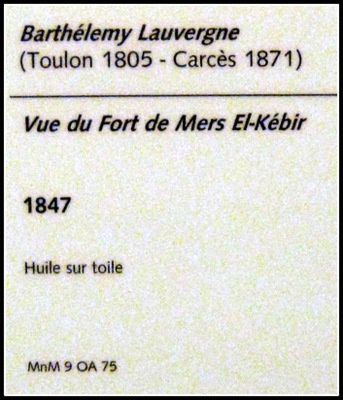 Barthélemy Lauvergne
(Toulon 1805 - Carcès 1871)
Vue du Fort de Mers El-Kébir
1847
Huile sur toile
MnM 9 OA 75